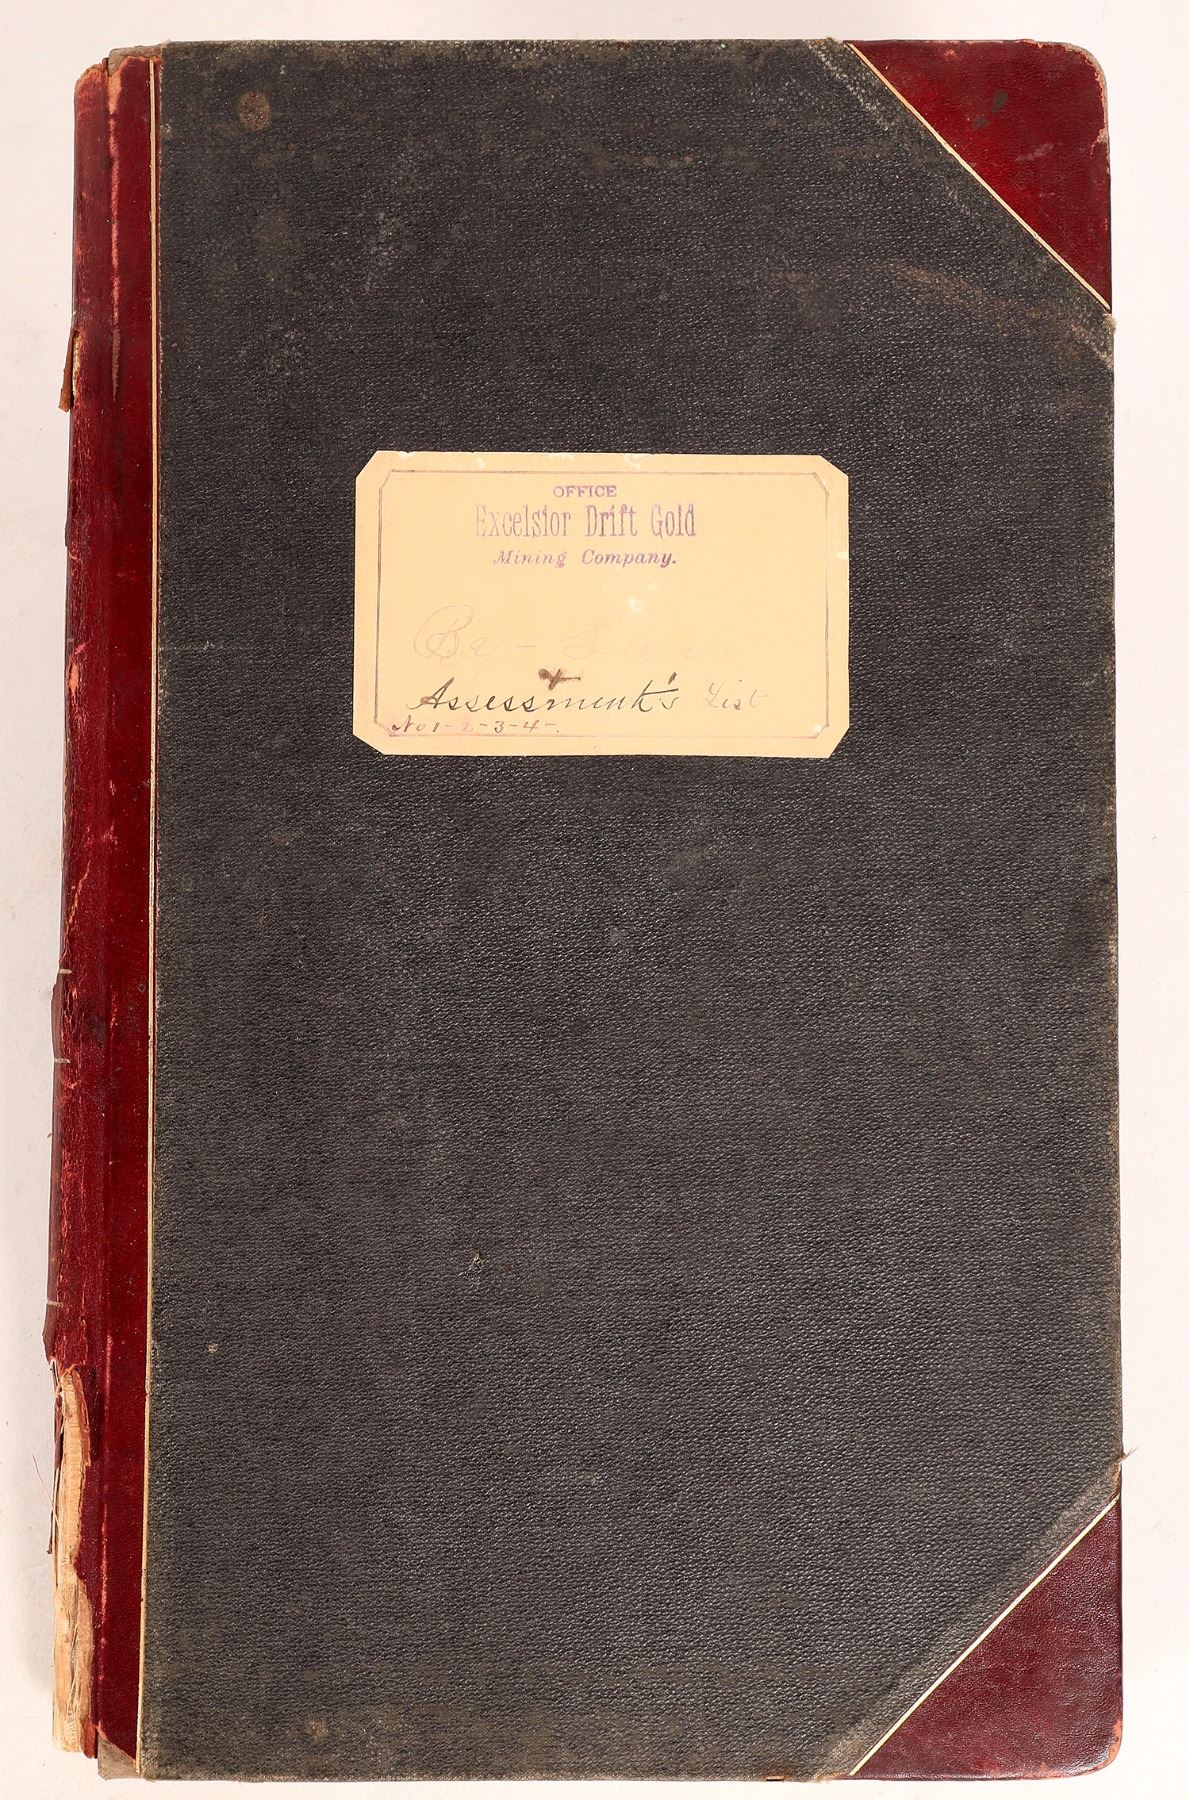 OFFICE
Excelsior Drift Gold
Mining Company.
By-Laws
+
Assessment's List
No 1-2-3-4-.